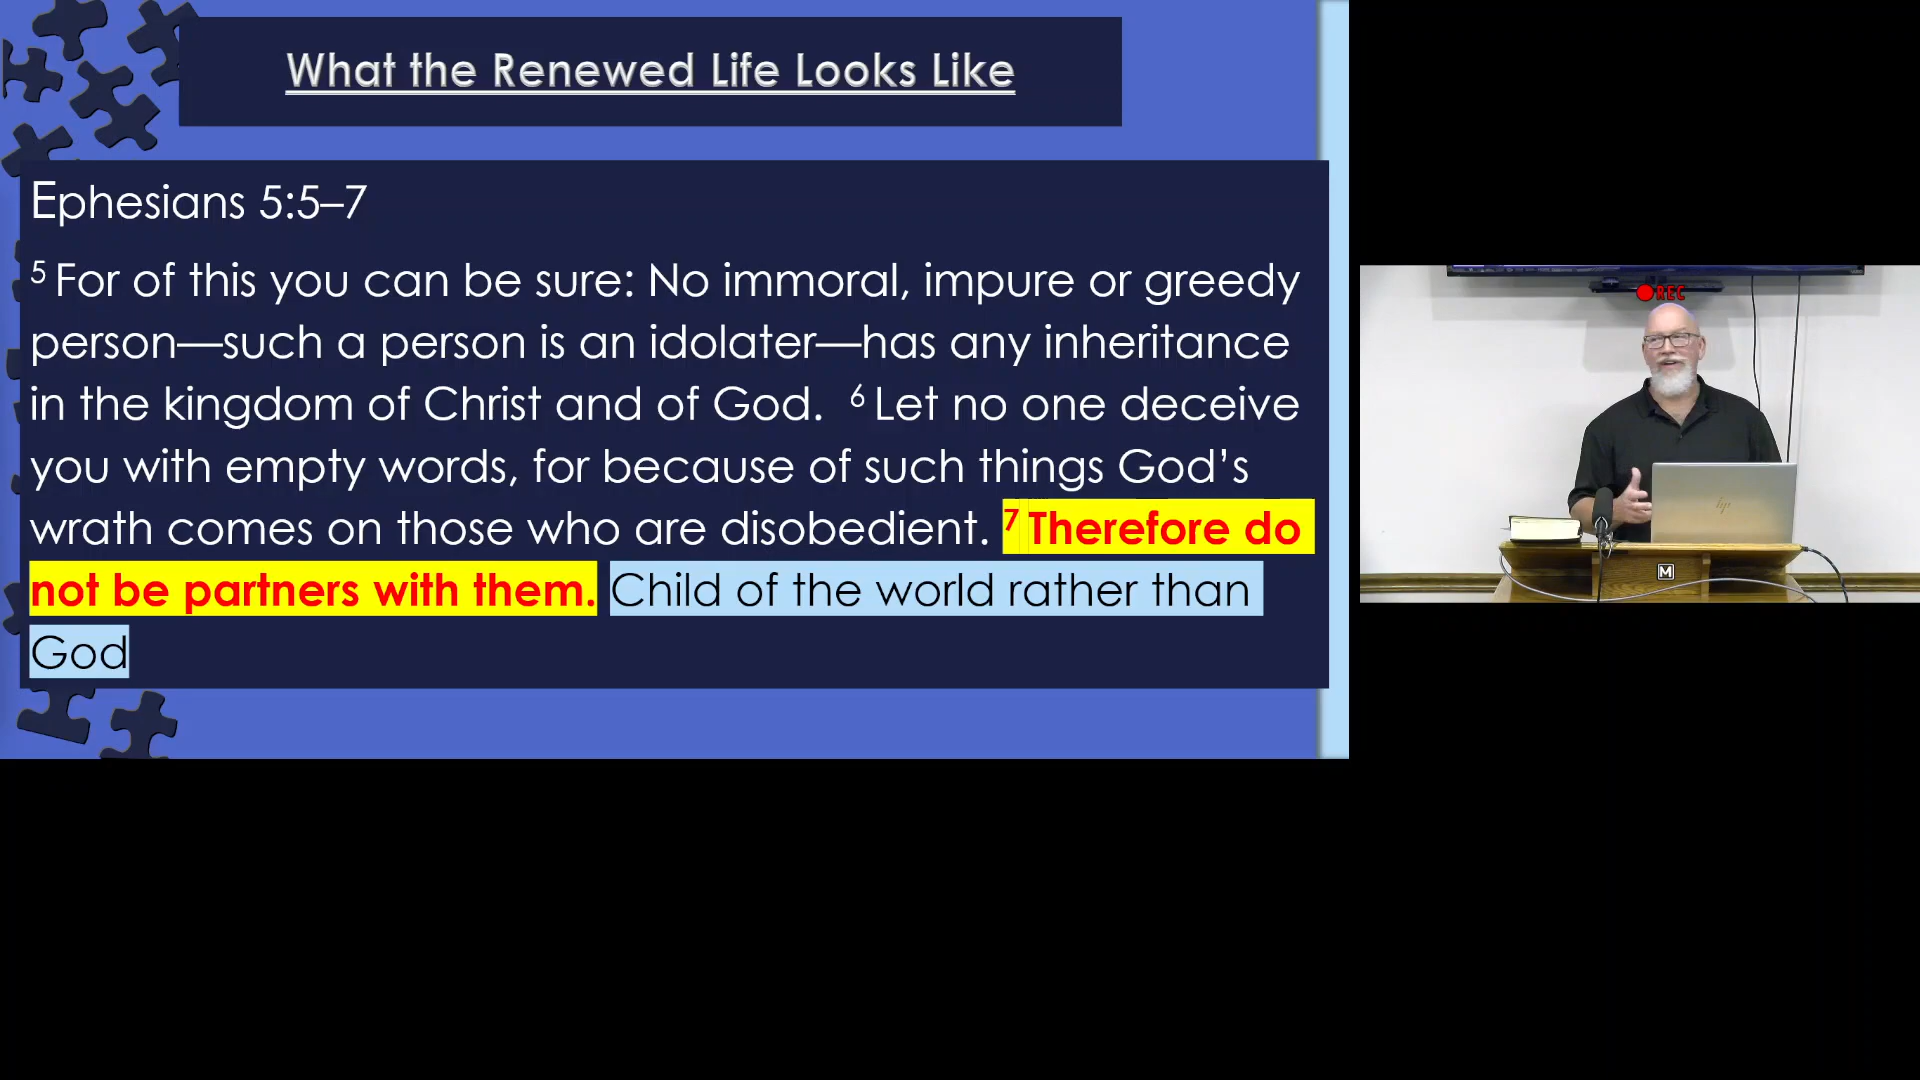 What the Renewed Life Looks Like
Ephesians 5:5–7
5 For of this you can be sure: No immoral, impure or greedy
person—such a person is an idolater—has any inheritance
in the kingdom of Christ and of God. 6 Let no one deceive
you with empty words, for because of such things God’s
wrath comes on those who are disobedient. 7 Therefore do
not be partners with them. Child of the world rather than
God
REC
hp
M